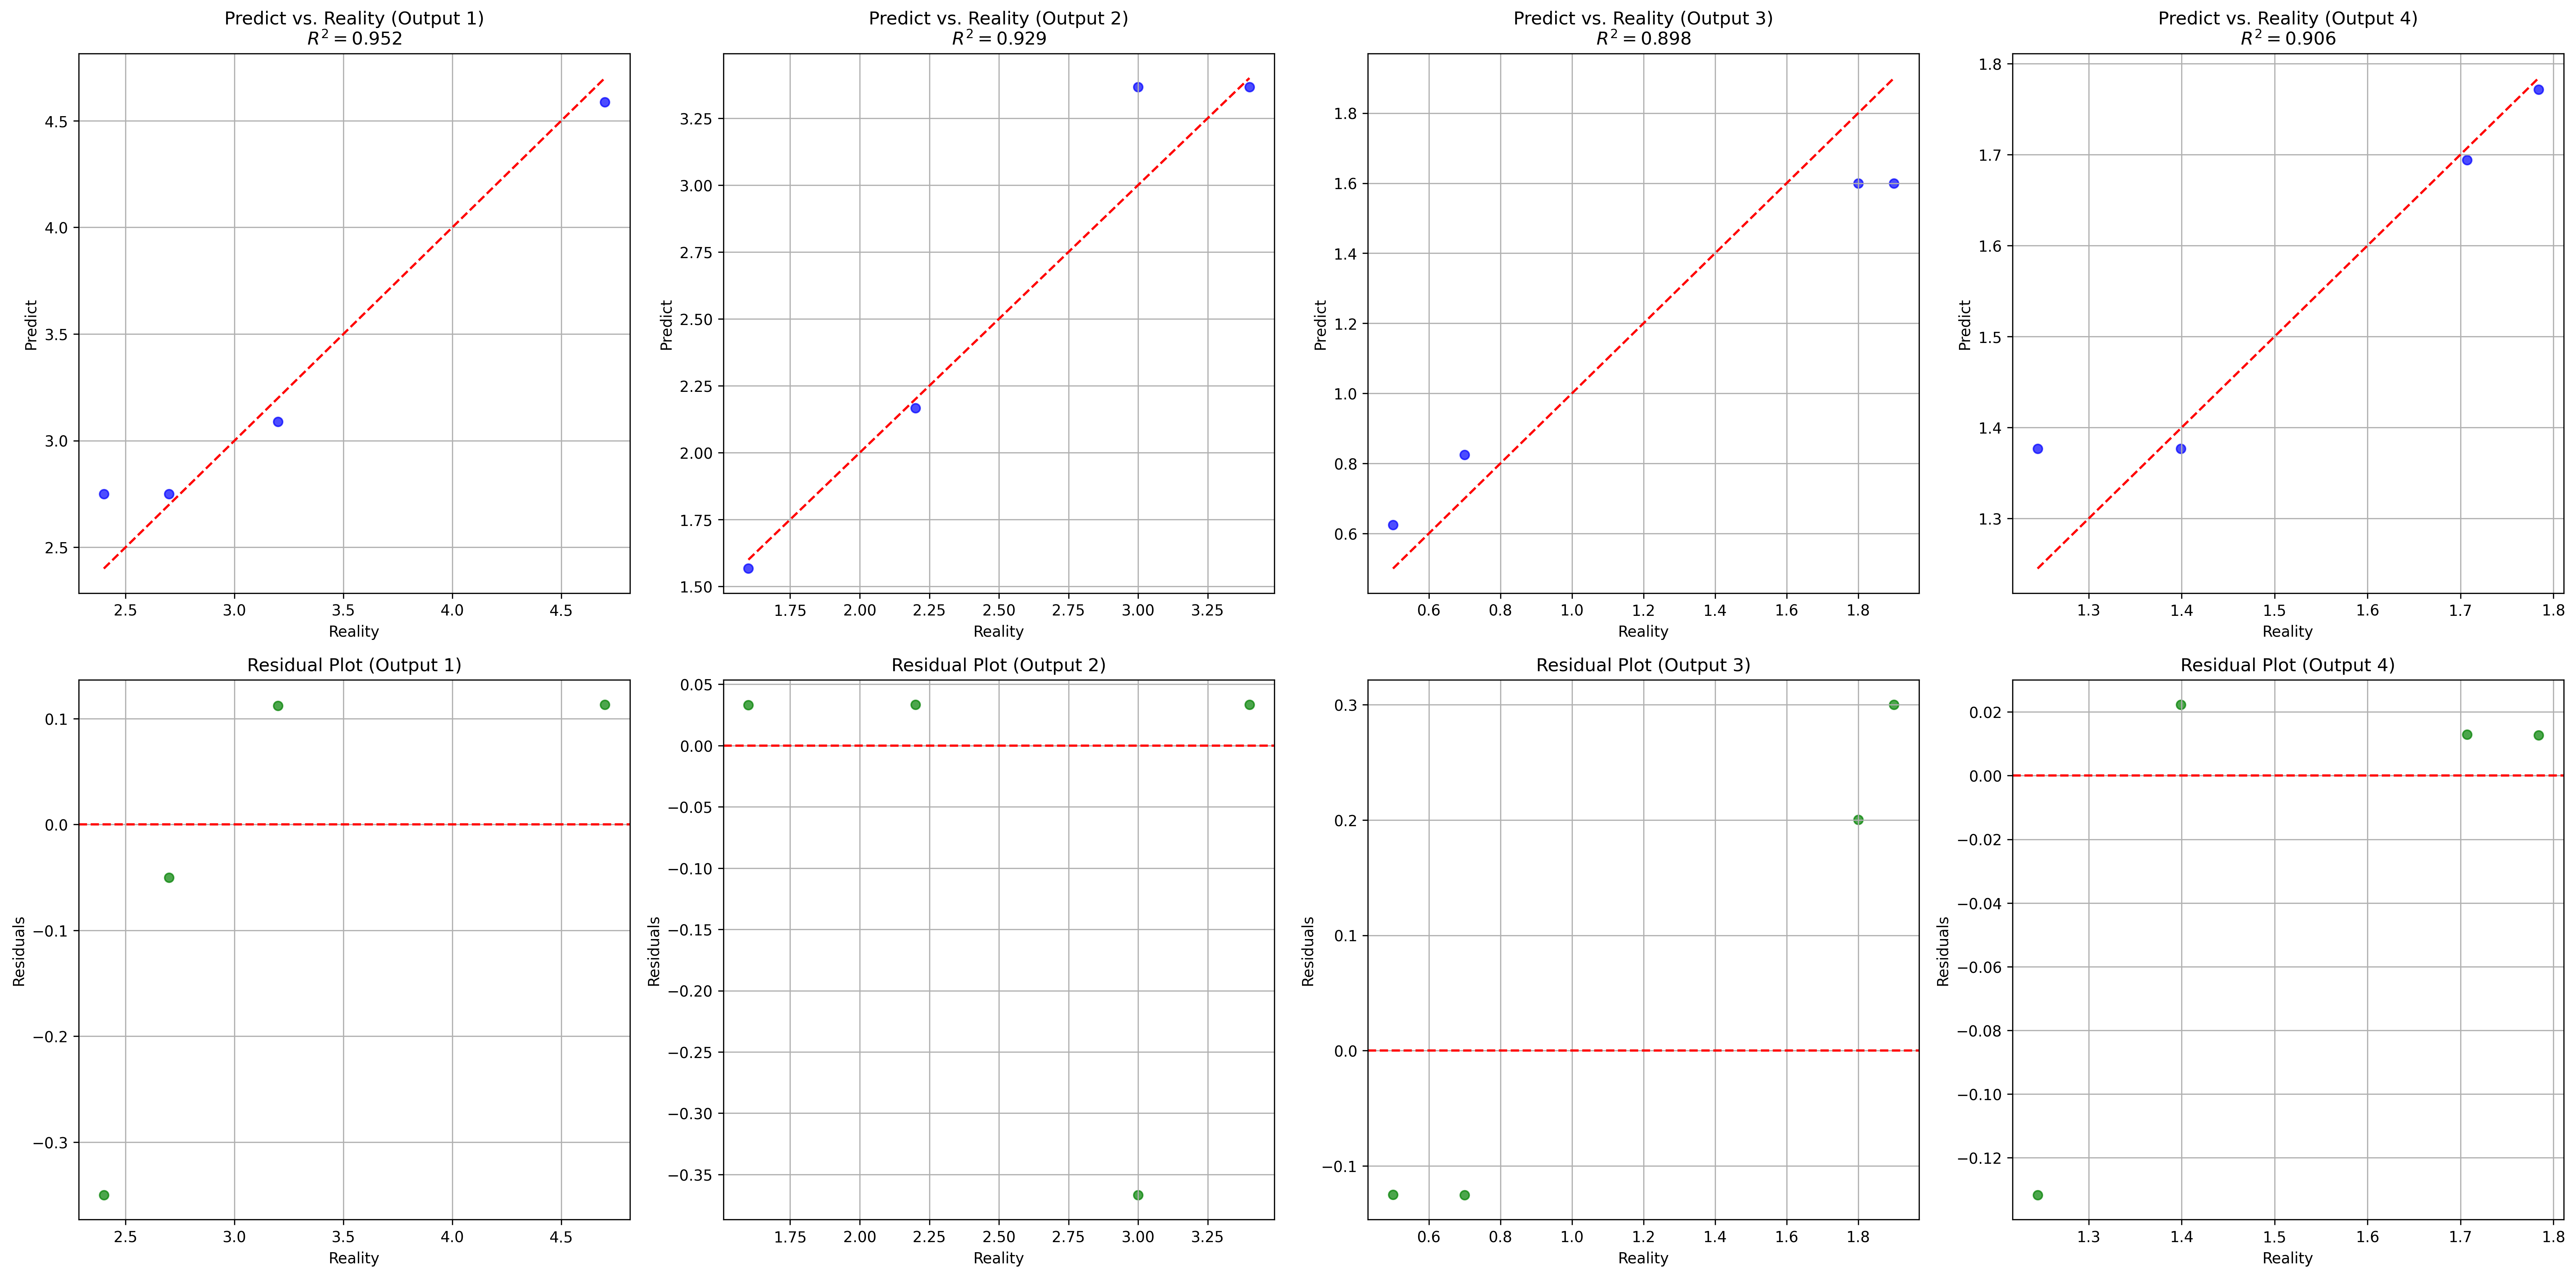 Predict vs. Reality (Output 1)
R² = 0.952
4.5
4.0
3.5
3.0
2.5
Predict
2.5 3.0 3.5 4.0 4.5
Reality
Predict vs. Reality (Output 2)
R² = 0.929
3.25
3.00
2.75
2.50
2.25
2.00
1.75
1.50
Predict
1.75 2.00 2.25 2.50 2.75 3.00 3.25
Reality
Predict vs. Reality (Output 3)
R² = 0.898
1.8
1.6
1.4
1.2
1.0
0.8
0.6
Predict
0.6 0.8 1.0 1.2 1.4 1.6 1.8
Reality
Predict vs. Reality (Output 4)
R² = 0.906
1.8
1.7
1.6
1.5
1.4
1.3
Predict
1.3 1.4 1.5 1.6 1.7 1.8
Reality
Residual Plot (Output 1)
0.1
0.0
−0.1
−0.2
−0.3
Residuals
2.5 3.0 3.5 4.0 4.5
Reality
Residual Plot (Output 2)
0.05
0.00
−0.05
−0.10
−0.15
−0.20
−0.25
−0.30
−0.35
Residuals
1.75 2.00 2.25 2.50 2.75 3.00 3.25
Reality
Residual Plot (Output 3)
0.3
0.2
0.1
0.0
−0.1
Residuals
0.6 0.8 1.0 1.2 1.4 1.6 1.8
Reality
Residual Plot (Output 4)
0.02
0.00
−0.02
−0.04
−0.06
−0.08
−0.10
−0.12
Residuals
1.3 1.4 1.5 1.6 1.7 1.8
Reality